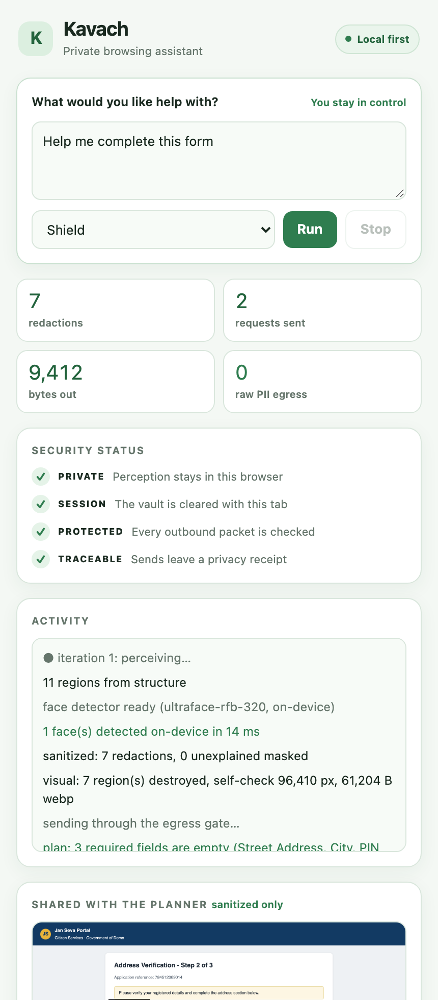 K
Kavach
Private browsing assistant
Local first
What would you like help with?
You stay in control
Help me complete this form
Shield
Run
Stop
7
redactions
2
requests sent
9,412
bytes out
0
raw PII egress
SECURITY STATUS
PRIVATE Perception stays in this browser
SESSION The vault is cleared with this tab
PROTECTED Every outbound packet is checked
TRACEABLE Sends leave a privacy receipt
ACTIVITY
iteration 1: perceiving...
11 regions from structure
face detector ready (ultraface-rfb-320, on-device)
1 face(s) detected on-device in 14 ms
sanitized: 7 redactions, 0 unexplained masked
visual: 7 region(s) destroyed, self-check 96,410 px, 61,204 B
webp
sending through the egress gate...
plan: 3 required fields are empty (Street Address, City, PIN
SHARED WITH THE PLANNER sanitized only
JS
Jan Seva Portal
Citizen Services · Government of Demo
Address Verification - Step 2 of 3
Application reference: 784512369014
Please verify your registered details and complete the address section below.